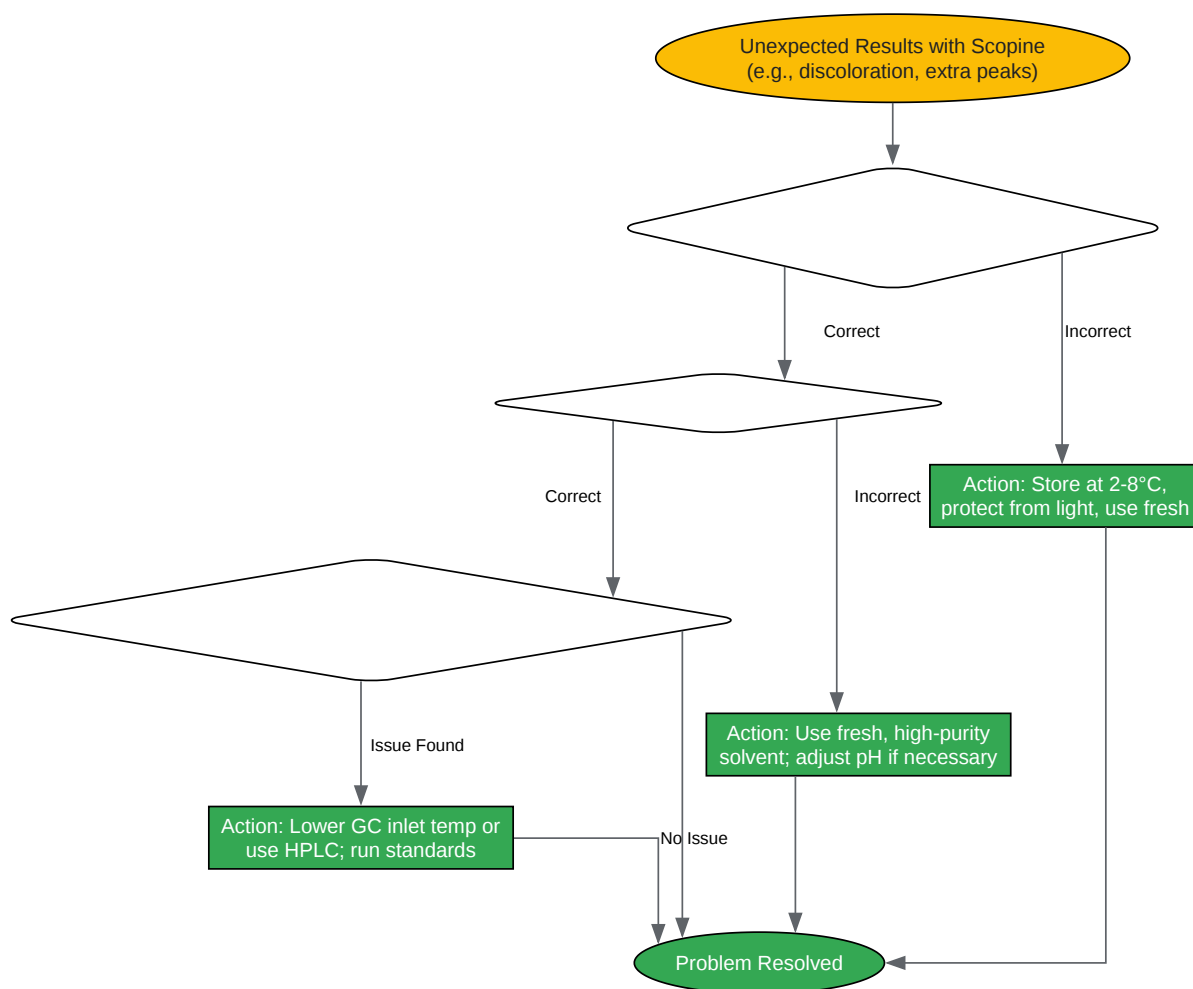 Unexpected Results with Scopine
(e.g., discoloration, extra peaks)
Correct
Incorrect
Action: Store at 2-8°C,
protect from light, use fresh
Correct
Incorrect
Action: Use fresh, high-purity
solvent; adjust pH if necessary
Issue Found
Action: Lower GC inlet temp or
use HPLC; run standards
No Issue
Problem Resolved